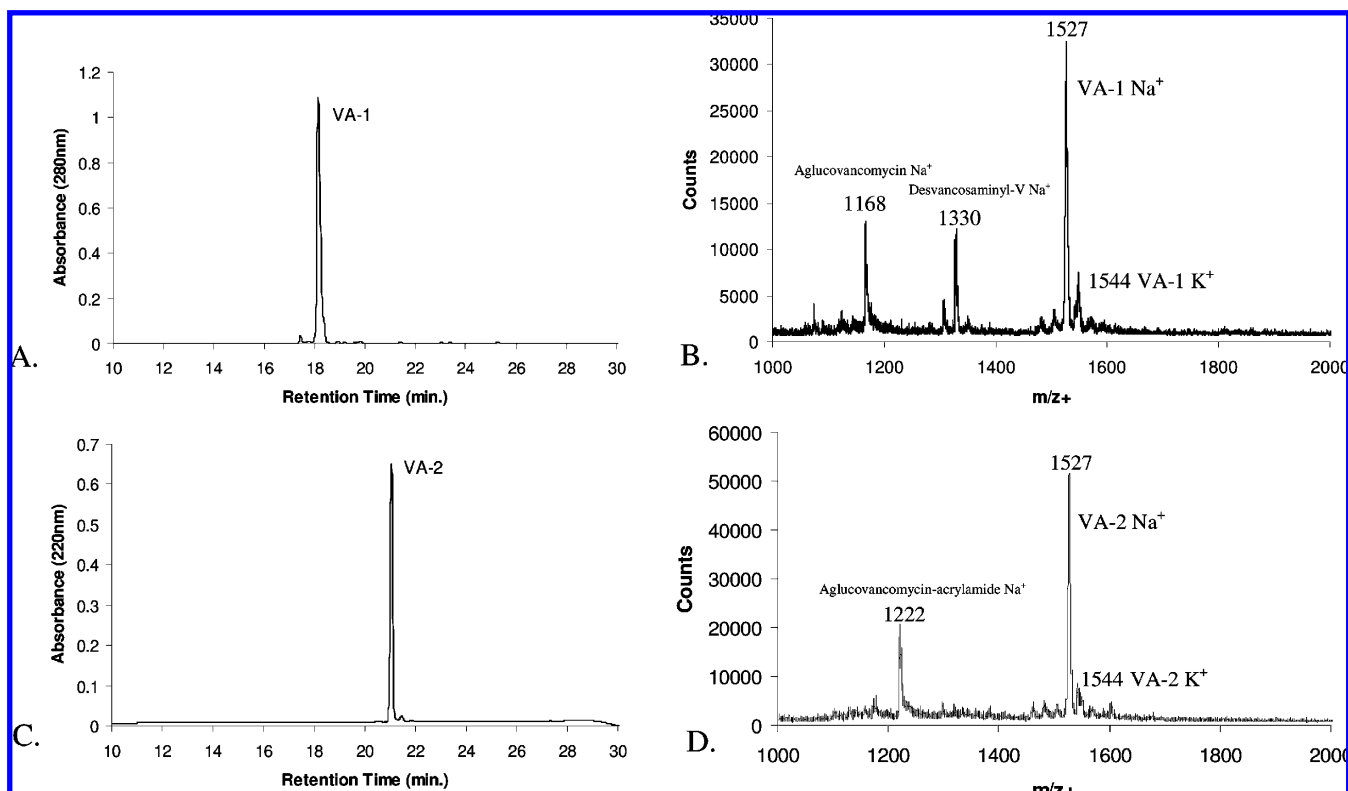 1.2
1
0.8
0.6
0.4
0.2
0
Absorbance (280nm)
VA-1
10 12 14 16 18 20 22 24 26 28 30
Retention Time (min.)
A.
35000
30000
25000
20000
15000
10000
5000
0
Counts
1527
VA-1 Na⁺
Aglucovancomycin Na⁺
1168
Desvancosaminyl-V Na⁺
1330
1544 VA-1 K⁺
1000 1200 1400 1600 1800 2000
m/z+
B.
0.7
0.6
0.5
0.4
0.3
0.2
0.1
0
Absorbance (220nm)
VA-2
10 12 14 16 18 20 22 24 26 28 30
Retention Time (min.)
C.
60000
50000
40000
30000
20000
10000
0
Counts
1527
VA-2 Na⁺
Aglucovancomycin-acrylamide Na⁺
1222
1544 VA-2 K⁺
1000 1200 1400 1600 1800 2000
m/z+
D.